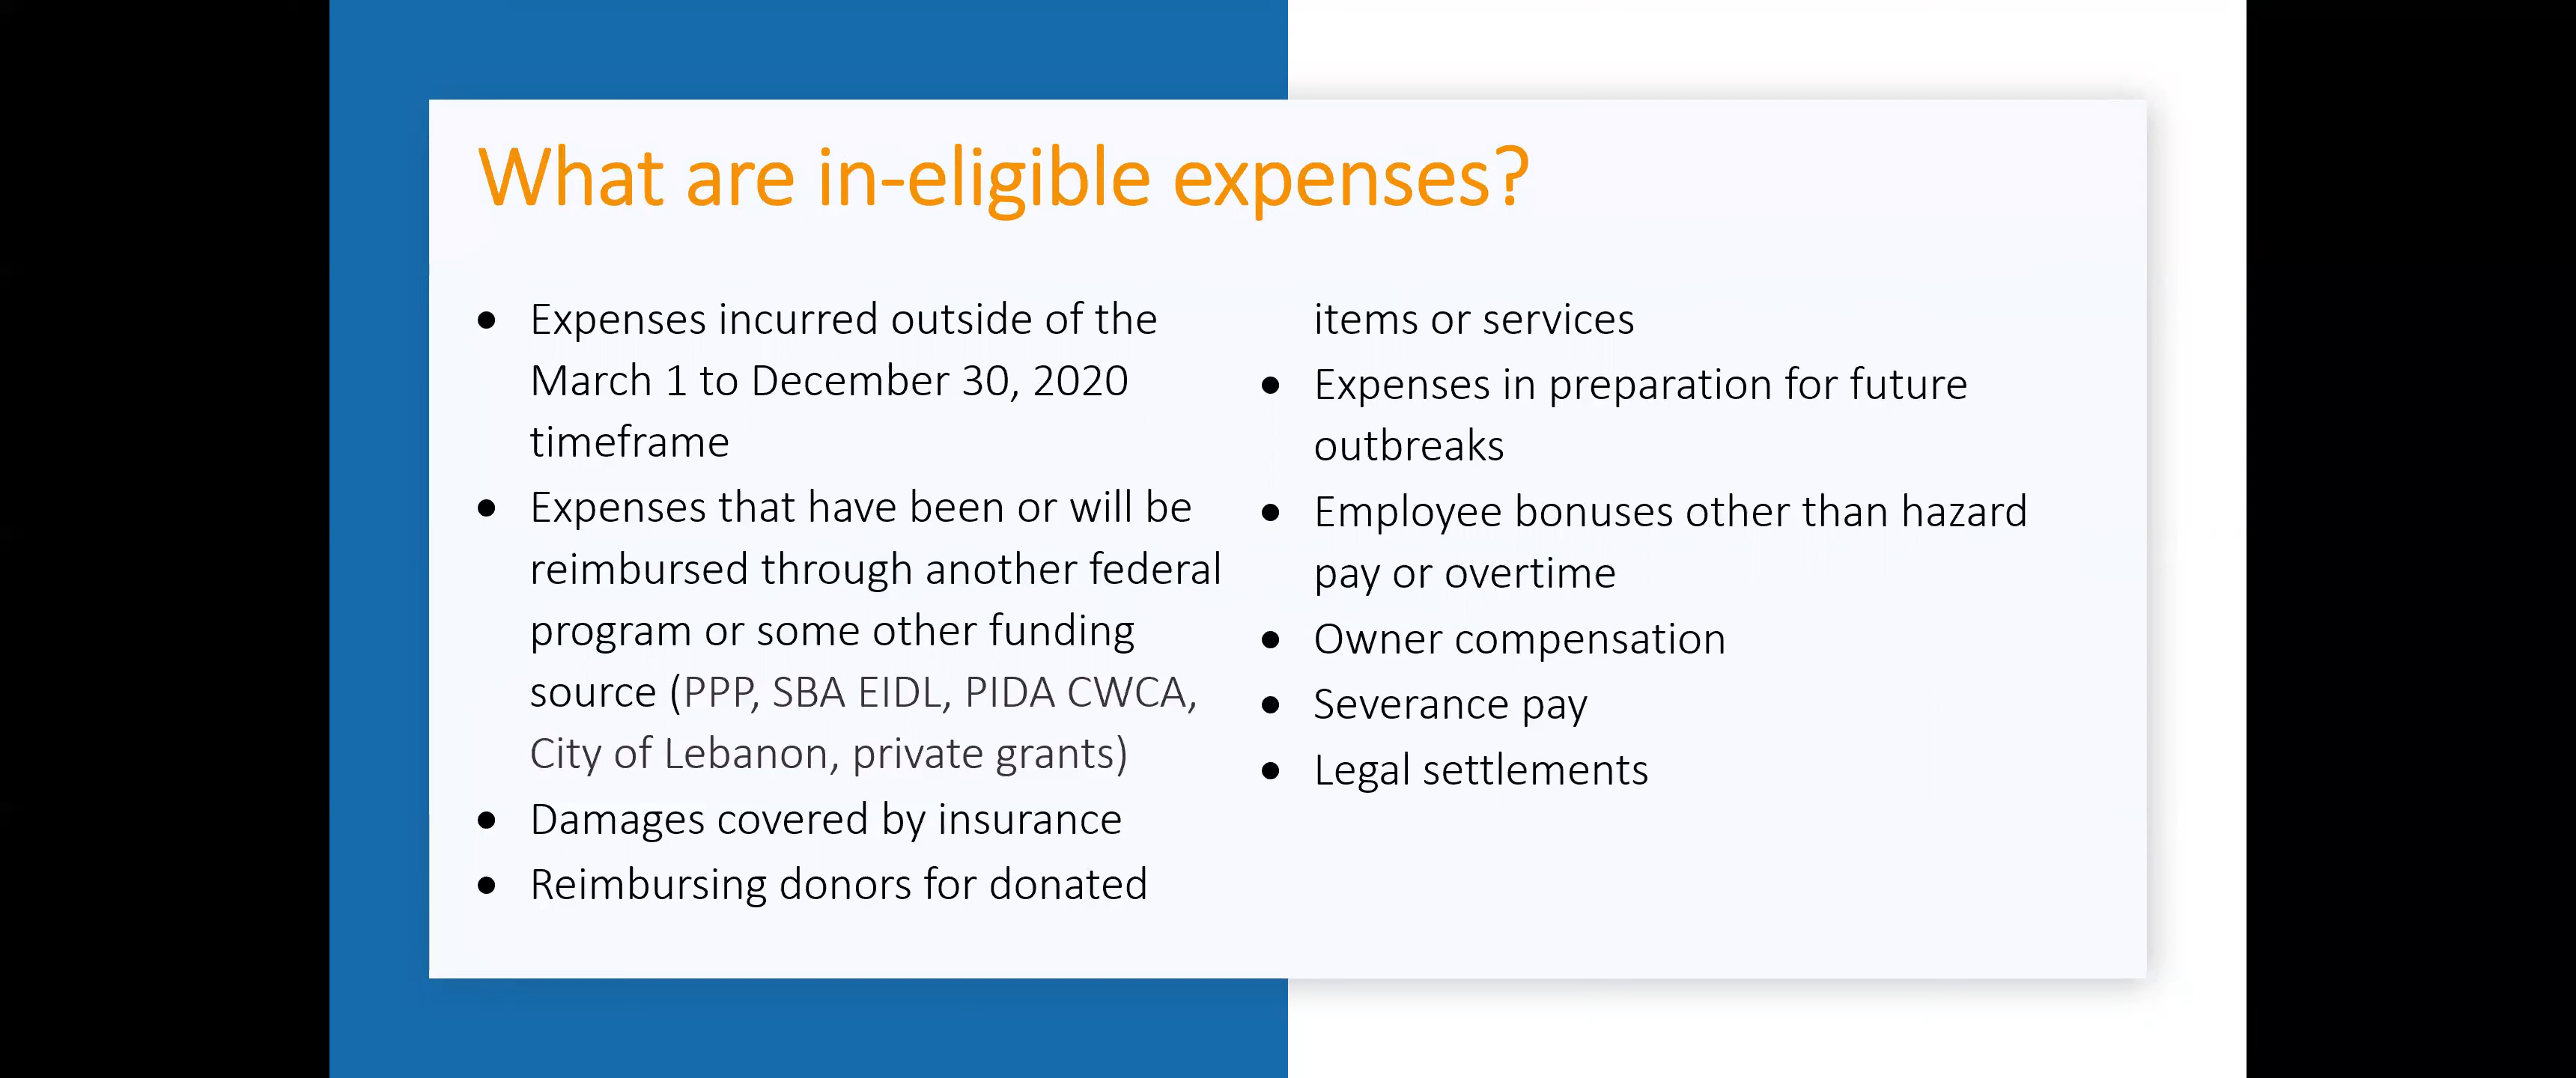 What are in-eligible expenses?
● Expenses incurred outside of the
March 1 to December 30, 2020
timeframe
● Expenses that have been or will be
reimbursed through another federal
program or some other funding
source (PPP, SBA EIDL, PIDA CWCA,
City of Lebanon, private grants)
● Damages covered by insurance
● Reimbursing donors for donated
items or services
● Expenses in preparation for future
outbreaks
● Employee bonuses other than hazard
pay or overtime
● Owner compensation
● Severance pay
● Legal settlements